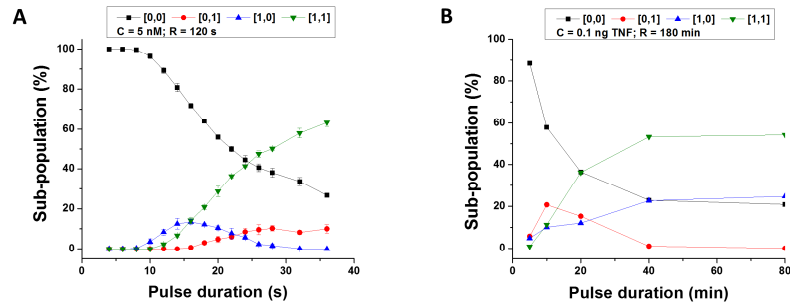 A
[0,0] [0,1] [1,0] [1,1]
C = 5 nM; R = 120 s
100
80
60
40
20
0
Sub-population (%)
0 10 20 30 40
Pulse duration (s)
B
[0,0] [0,1] [1,0] [1,1]
C = 0.1 ng TNF; R = 180 min
100
80
60
40
20
0
Sub-population (%)
0 20 40 60 80
Pulse duration (min)